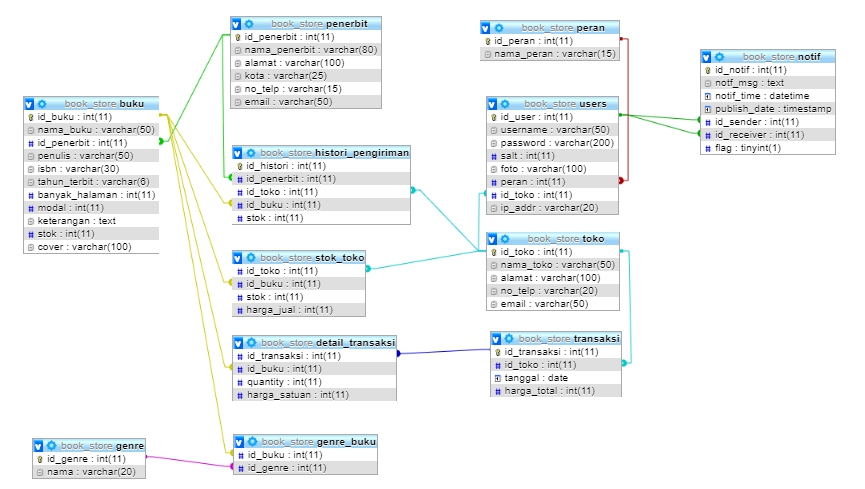 book_store penerbit
id_penerbit : int(11)
nama_penerbit : varchar(80)
alamat : varchar(100)
kota : varchar(25)
no_telp : varchar(15)
email : varchar(50)
book_store peran
id_peran : int(11)
nama_peran : varchar(15)
book_store notif
id_notif : int(11)
notf_msg : text
notif_time : datetime
publish_date : timestamp
id_sender : int(11)
id_receiver : int(11)
flag : tinyint(1)
book_store buku
id_buku : int(11)
nama_buku : varchar(50)
id_penerbit : int(11)
penulis : varchar(50)
isbn : varchar(30)
tahun_terbit : varchar(6)
banyak_halaman : int(11)
modal : int(11)
keterangan : text
stok : int(11)
cover : varchar(100)
book_store users
id_user : int(11)
username : varchar(50)
password : varchar(200)
salt : int(11)
foto : varchar(100)
peran : int(11)
id_toko : int(11)
ip_addr : varchar(20)
book_store histori_pengiriman
id_histori : int(11)
id_penerbit : int(11)
id_toko : int(11)
id_buku : int(11)
stok : int(11)
book_store toko
id_toko : int(11)
nama_toko : varchar(50)
alamat : varchar(100)
no_telp : varchar(20)
email : varchar(50)
book_store stok_toko
id_toko : int(11)
id_buku : int(11)
stok : int(11)
harga_jual : int(11)
book_store detail_transaksi
id_transaksi : int(11)
id_buku : int(11)
quantity : int(11)
harga_satuan : int(11)
book_store transaksi
id_transaksi : int(11)
id_toko : int(11)
tanggal : date
harga_total : int(11)
book_store genre
id_genre : int(11)
nama : varchar(20)
book_store genre_buku
id_buku : int(11)
id_genre : int(11)